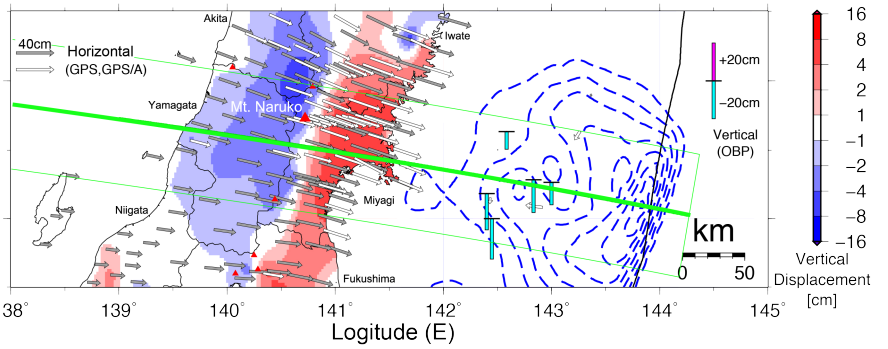 Akita
Iwate
40cm
Horizontal
(GPS,GPS/A)
+20cm
−20cm
Vertical
(OBP)
Yamagata
Mt. Naruko
Miyagi
Niigata
Fukushima
km
0 50
38 139 140° 141° 142° 143° 144° 145°
Logitude (E)
16
8
4
2
1
−1
−2
−4
−8
−16
Vertical
Displacement
[cm]